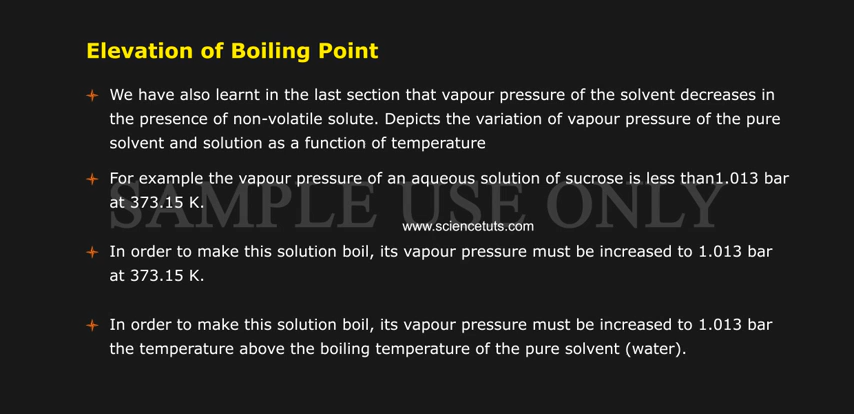 Elevation of Boiling Point
We have also learnt in the last section that vapour pressure of the solvent decreases in
the presence of non-volatile solute. Depicts the variation of vapour pressure of the pure
solvent and solution as a function of temperature
For example the vapour pressure of an aqueous solution of sucrose is less than1.013 bar
at 373.15 K.
SAMPLE USE ONLY
www.sciencetuts.com
In order to make this solution boil, its vapour pressure must be increased to 1.013 bar
at 373.15 K.
In order to make this solution boil, its vapour pressure must be increased to 1.013 bar
the temperature above the boiling temperature of the pure solvent (water).